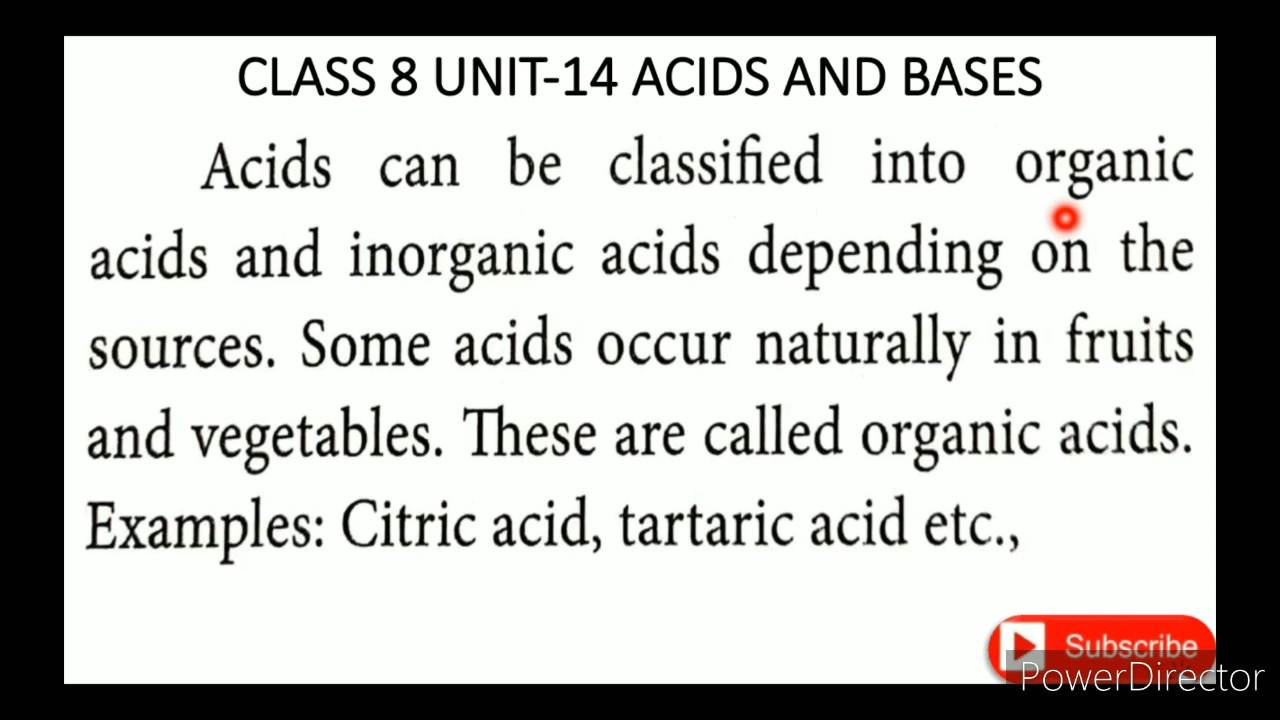 CLASS 8 UNIT-14 ACIDS AND BASES
Acids can be classified into organic
acids and inorganic acids depending on the
sources. Some acids occur naturally in fruits
and vegetables. These are called organic acids.
Examples: Citric acid, tartaric acid etc.,
Subscribe
PowerDirector